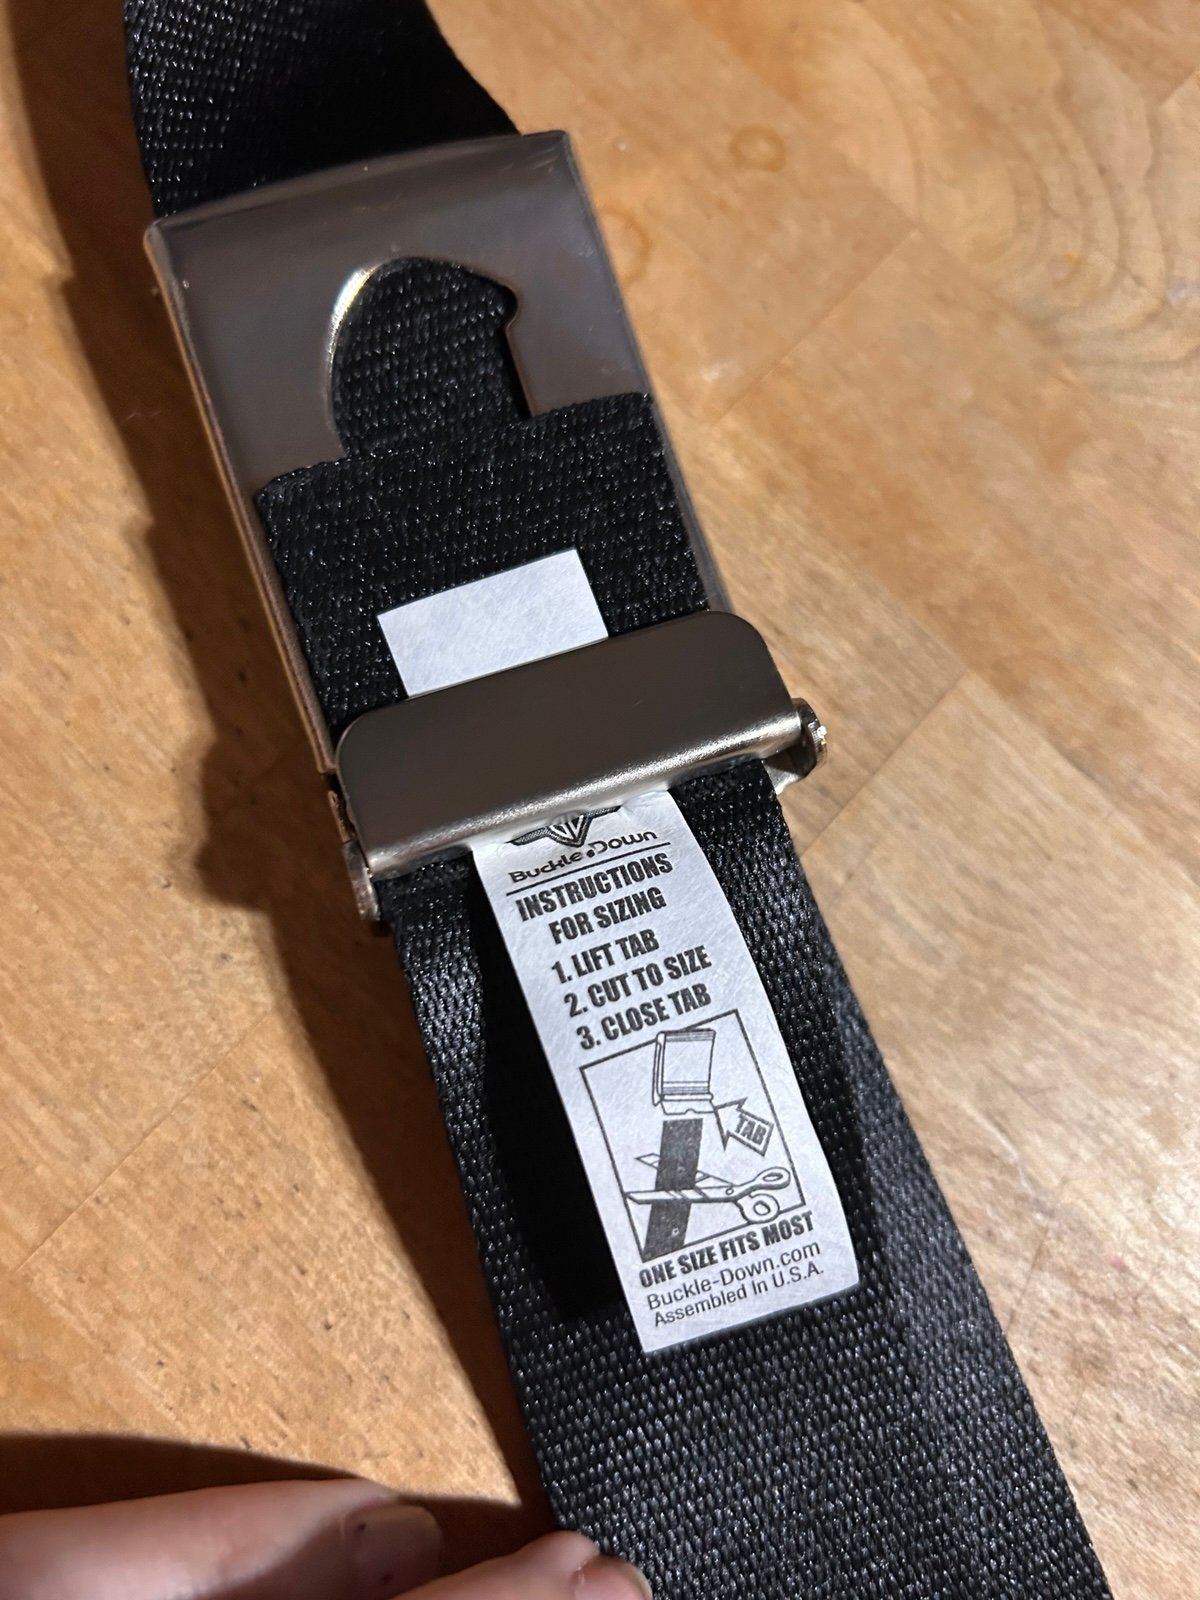 Buckle-Down
INSTRUCTIONS
FOR SIZING
1. LIFT TAB
2. CUT TO SIZE
3. CLOSE TAB
TAB
ONE SIZE FITS MOST
Buckle-Down.com
Assembled in U.S.A.